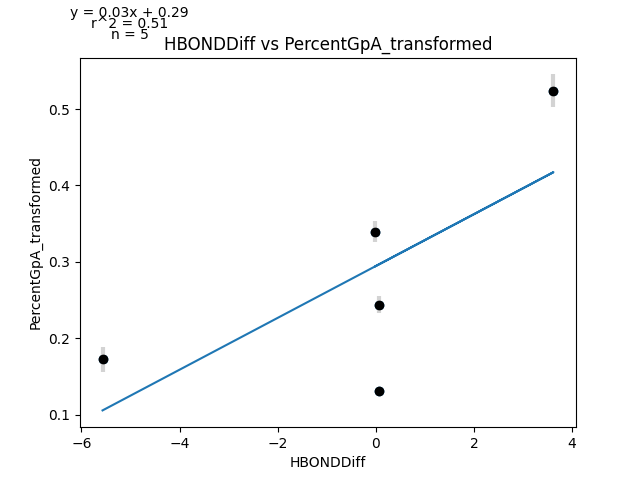 y = 0.03x + 0.29
r^2 = 0.51
n = 5
HBONDDiff vs PercentGpA_transformed
PercentGpA_transformed
0.5
0.4
0.3
0.2
0.1
−6 −4 −2 0 2 4
HBONDDiff